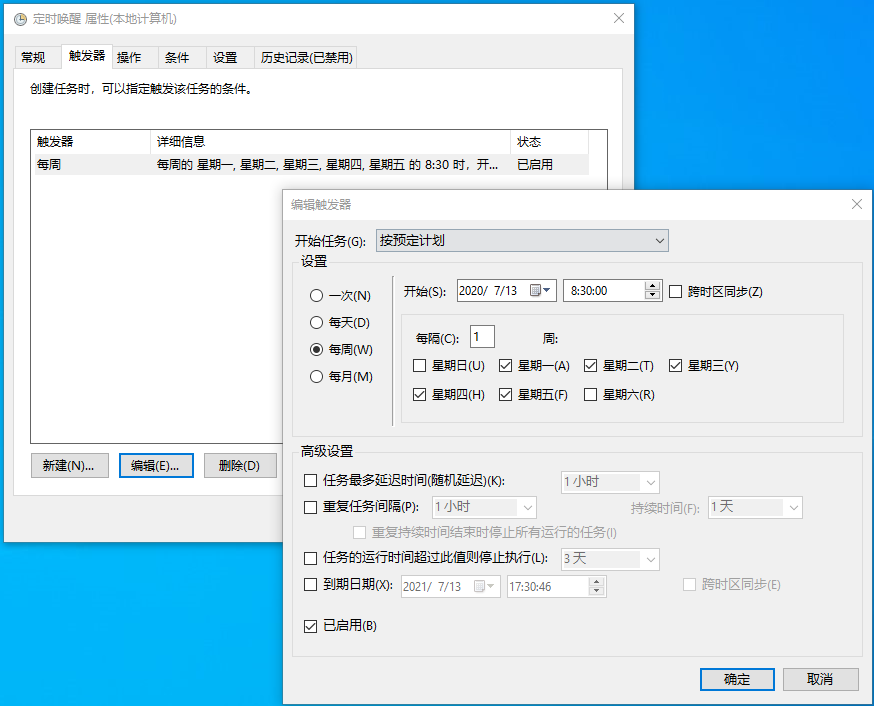 定时唤醒 属性(本地计算机)
常规 触发器 操作 条件 设置 历史记录(已禁用)
创建任务时，可以指定触发该任务的条件。
触发器 详细信息 状态
每周 每周的 星期一, 星期二, 星期三, 星期四, 星期五 的 8:30 时，开... 已启用
新建(N)... 编辑(E)... 删除(D)
编辑触发器
开始任务(G): 按预定计划
设置
一次(N)
每天(D)
每周(W)
每月(M)
开始(S): 2020/ 7/13 8:30:00 跨时区同步(Z)
每隔(C): 1 周:
星期日(U) 星期一(A) 星期二(T) 星期三(Y)
星期四(H) 星期五(F) 星期六(R)
高级设置
任务最多延迟时间(随机延迟)(K): 1 小时
重复任务间隔(P): 1 小时 持续时间(F): 1 天
重复持续时间结束时停止所有运行的任务(I)
任务的运行时间超过此值则停止执行(L): 3 天
到期日期(X): 2021/ 7/13 17:30:46 跨时区同步(E)
已启用(B)
确定 取消